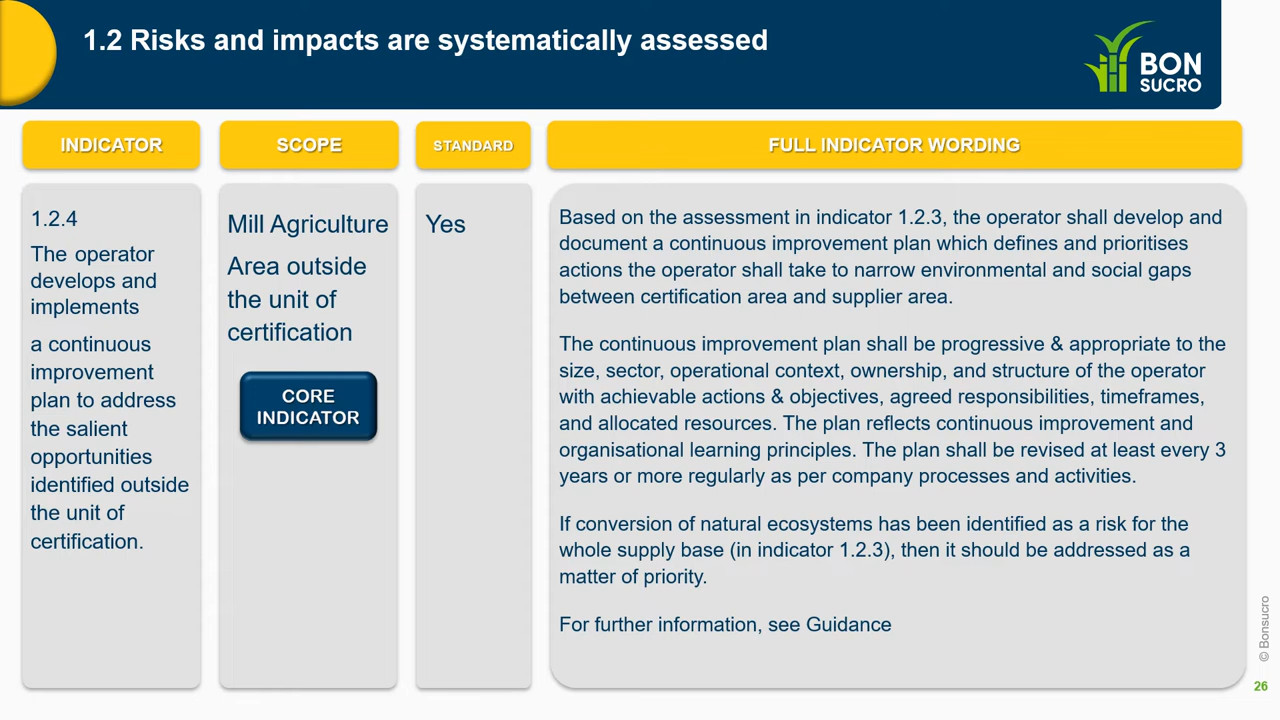 1.2 Risks and impacts are systematically assessed
BON
SUCRO
INDICATOR
SCOPE
STANDARD
FULL INDICATOR WORDING
1.2.4
The operator
develops and
implements
a continuous
improvement
plan to address
the salient
opportunities
identified outside
the unit of
certification.
Mill Agriculture
Area outside
the unit of
certification
CORE
INDICATOR
Yes
Based on the assessment in indicator 1.2.3, the operator shall develop and
document a continuous improvement plan which defines and prioritises
actions the operator shall take to narrow environmental and social gaps
between certification area and supplier area.
The continuous improvement plan shall be progressive & appropriate to the
size, sector, operational context, ownership, and structure of the operator
with achievable actions & objectives, agreed responsibilities, timeframes,
and allocated resources. The plan reflects continuous improvement and
organisational learning principles. The plan shall be revised at least every 3
years or more regularly as per company processes and activities.
If conversion of natural ecosystems has been identified as a risk for the
whole supply base (in indicator 1.2.3), then it should be addressed as a
matter of priority.
For further information, see Guidance
© Bonsucro
26